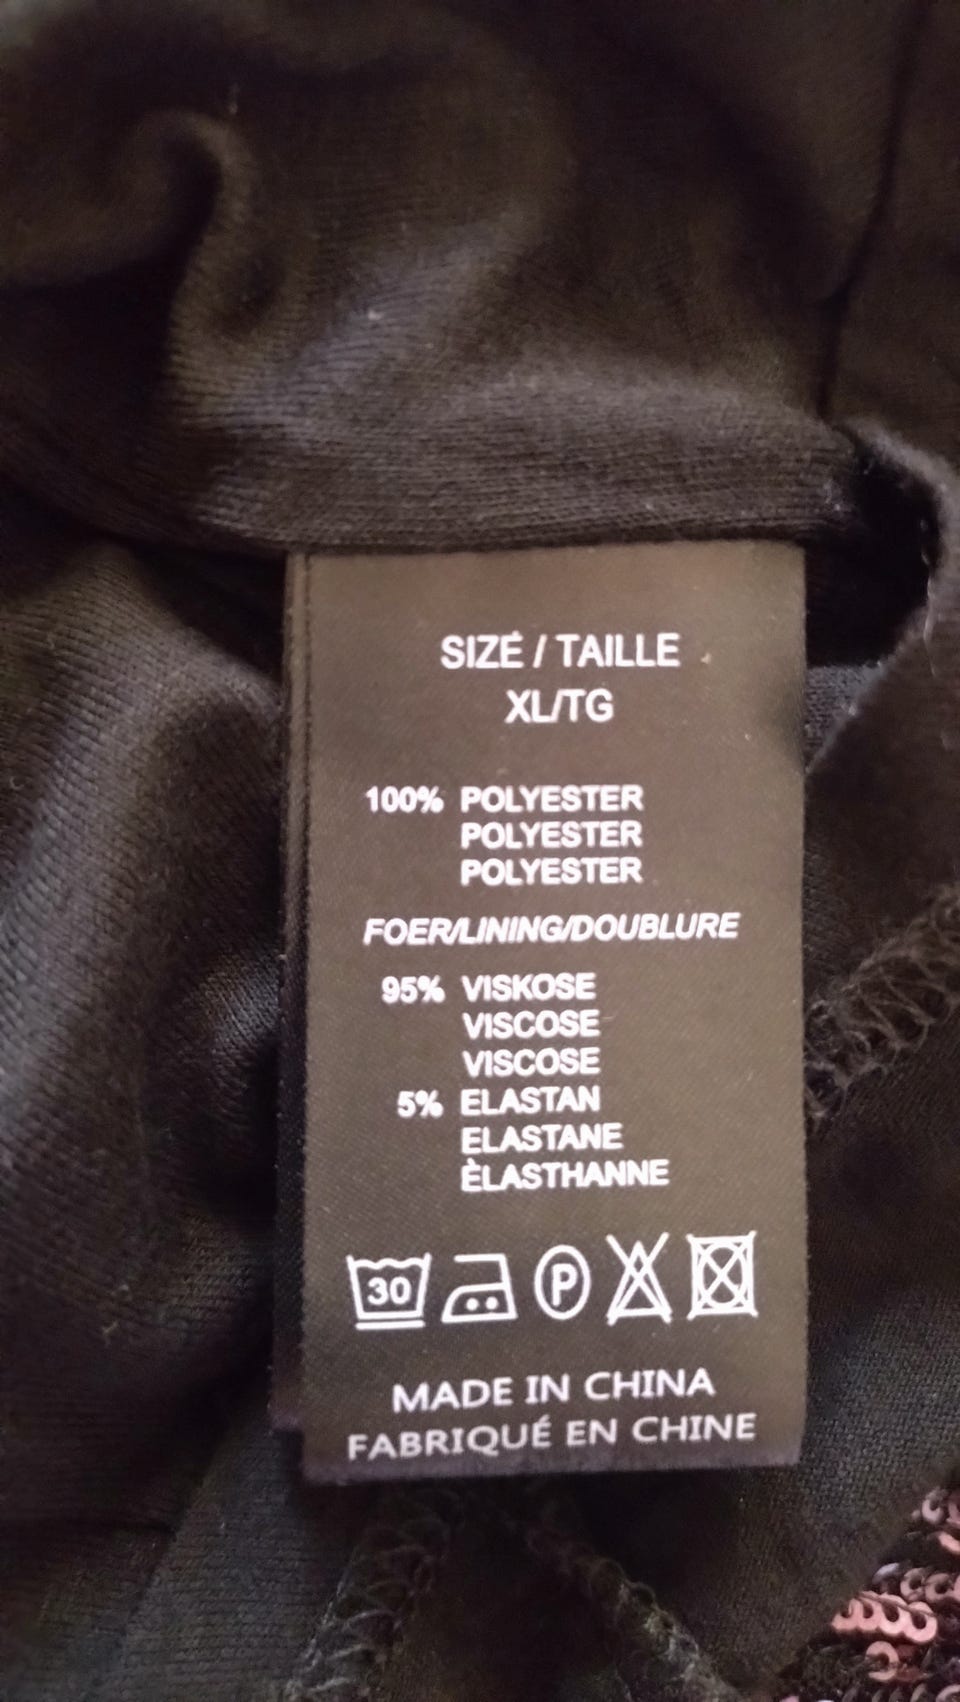 SIZE / TAILLE
XL/TG
100% POLYESTER
POLYESTER
POLYESTER
FOER/LINING/DOUBLURE
95% VISKOSE
VISCOSE
VISCOSE
5% ELASTAN
ELASTANE
ÈLASTHANNE
30 P
MADE IN CHINA
FABRIQUÉ EN CHINE